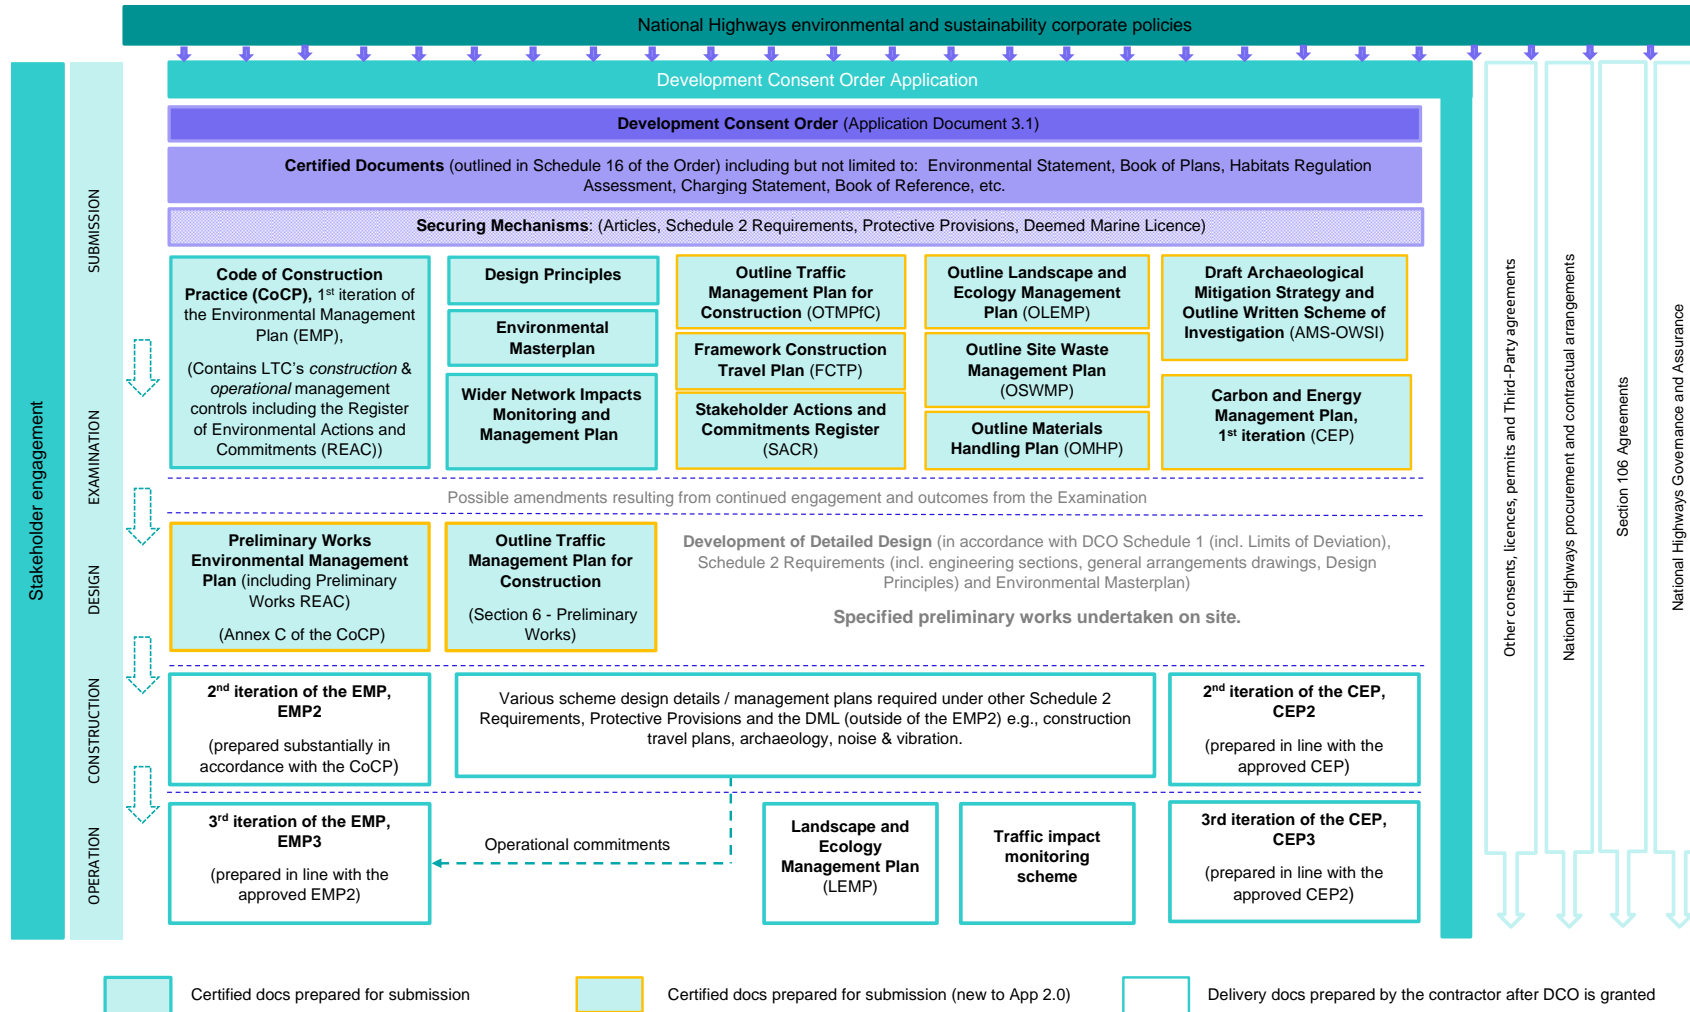 National Highways environmental and sustainability corporate policies
Development Consent Order Application
Development Consent Order (Application Document 3.1)
Certified Documents (outlined in Schedule 16 of the Order) including but not limited to: Environmental Statement, Book of Plans, Habitats Regulation
Assessment, Charging Statement, Book of Reference, etc.
Securing Mechanisms: (Articles, Schedule 2 Requirements, Protective Provisions, Deemed Marine Licence)
Stakeholder engagement
SUBMISSION
EXAMINATION
DESIGN
CONSTRUCTION
OPERATION
Code of Construction
Practice (CoCP), 1st iteration of
the Environmental Management
Plan (EMP),
(Contains LTC's construction &
operational management
controls including the Register
of Environmental Actions and
Commitments (REAC))
Design Principles
Environmental
Masterplan
Wider Network Impacts
Monitoring and
Management Plan
Outline Traffic
Management Plan for
Construction (OTMPfC)
Framework Construction
Travel Plan (FCTP)
Stakeholder Actions and
Commitments Register
(SACR)
Outline Landscape and
Ecology Management
Plan (OLEMP)
Outline Site Waste
Management Plan
(OSWMP)
Outline Materials
Handling Plan (OMHP)
Draft Archaeological
Mitigation Strategy and
Outline Written Scheme of
Investigation (AMS-OWSI)
Carbon and Energy
Management Plan,
1st iteration (CEP)
Possible amendments resulting from continued engagement and outcomes from the Examination
Preliminary Works
Environmental Management
Plan (including Preliminary
Works REAC)
(Annex C of the CoCP)
Outline Traffic
Management Plan for
Construction
(Section 6 - Preliminary
Works)
Development of Detailed Design (in accordance with DCO Schedule 1 (incl. Limits of Deviation),
Schedule 2 Requirements (incl. engineering sections, general arrangements drawings, Design
Principles) and Environmental Masterplan)
Specified preliminary works undertaken on site.
2nd iteration of the EMP,
EMP2
(prepared substantially in
accordance with the CoCP)
Various scheme design details / management plans required under other Schedule 2
Requirements, Protective Provisions and the DML (outside of the EMP2) e.g., construction
travel plans, archaeology, noise & vibration.
2nd iteration of the CEP,
CEP2
(prepared in line with the
approved CEP)
3rd iteration of the EMP,
EMP3
(prepared in line with the
approved EMP2)
Operational commitments
Landscape and
Ecology
Management Plan
(LEMP)
Traffic impact
monitoring
scheme
3rd iteration of the CEP,
CEP3
(prepared in line with the
approved CEP2)
Other consents, licences, permits and Third-Party agreements
National Highways procurement and contractual arrangements
Section 106 Agreements
National Highways Governance and Assurance
Certified docs prepared for submission
Certified docs prepared for submission (new to App 2.0)
Delivery docs prepared by the contractor after DCO is granted